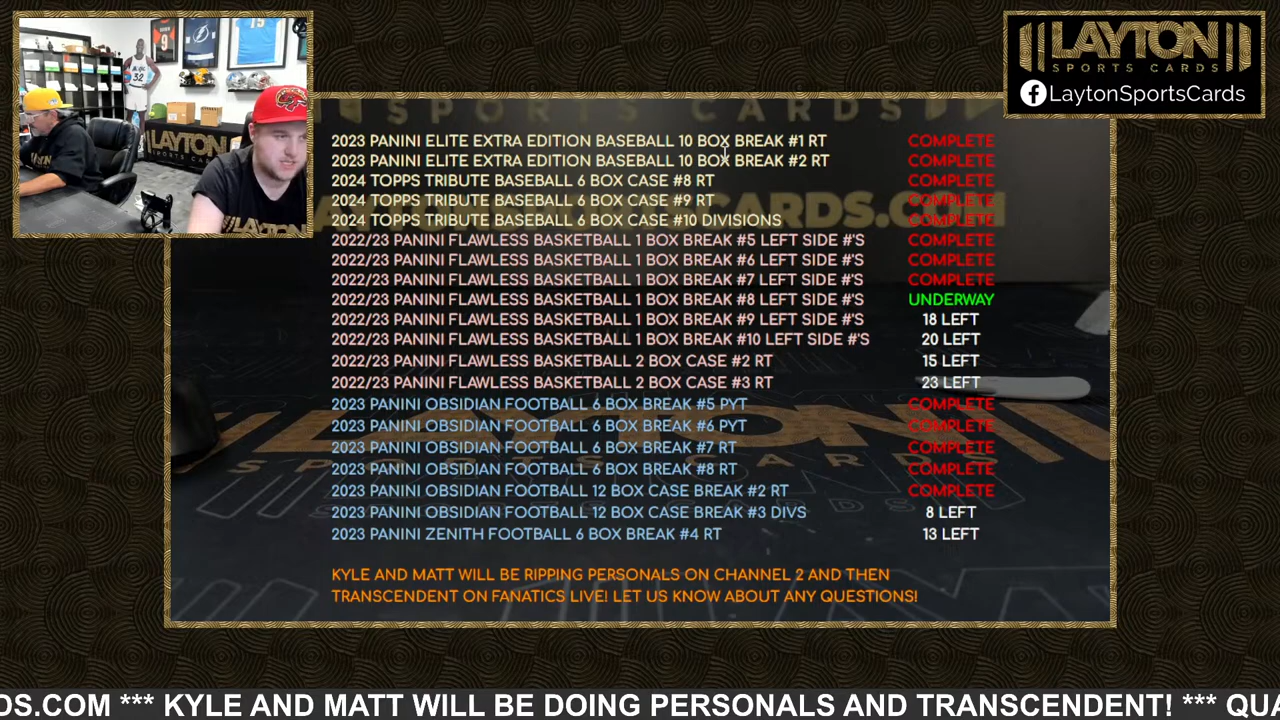 LAYTON
SPORTS CARDS
LaytonSportsCards
2023 PANINI ELITE EXTRA EDITION BASEBALL 10 BOX BREAK #1 RT COMPLETE
2023 PANINI ELITE EXTRA EDITION BASEBALL 10 BOX BREAK #2 RT COMPLETE
2024 TOPPS TRIBUTE BASEBALL 6 BOX CASE #8 RT COMPLETE
2024 TOPPS TRIBUTE BASEBALL 6 BOX CASE #9 RT COMPLETE
2024 TOPPS TRIBUTE BASEBALL 6 BOX CASE #10 DIVISIONS COMPLETE
2022/23 PANINI FLAWLESS BASKETBALL 1 BOX BREAK #5 LEFT SIDE #'S COMPLETE
2022/23 PANINI FLAWLESS BASKETBALL 1 BOX BREAK #6 LEFT SIDE #'S COMPLETE
2022/23 PANINI FLAWLESS BASKETBALL 1 BOX BREAK #7 LEFT SIDE #'S COMPLETE
2022/23 PANINI FLAWLESS BASKETBALL 1 BOX BREAK #8 LEFT SIDE #'S UNDERWAY
2022/23 PANINI FLAWLESS BASKETBALL 1 BOX BREAK #9 LEFT SIDE #'S 18 LEFT
2022/23 PANINI FLAWLESS BASKETBALL 1 BOX BREAK #10 LEFT SIDE #'S 20 LEFT
2022/23 PANINI FLAWLESS BASKETBALL 2 BOX CASE #2 RT 15 LEFT
2022/23 PANINI FLAWLESS BASKETBALL 2 BOX CASE #3 RT 23 LEFT
2023 PANINI OBSIDIAN FOOTBALL 6 BOX BREAK #5 PYT COMPLETE
2023 PANINI OBSIDIAN FOOTBALL 6 BOX BREAK #6 PYT COMPLETE
2023 PANINI OBSIDIAN FOOTBALL 6 BOX BREAK #7 RT COMPLETE
2023 PANINI OBSIDIAN FOOTBALL 6 BOX BREAK #8 RT COMPLETE
2023 PANINI OBSIDIAN FOOTBALL 12 BOX CASE BREAK #2 RT COMPLETE
2023 PANINI OBSIDIAN FOOTBALL 12 BOX CASE BREAK #3 DIVS 8 LEFT
2023 PANINI ZENITH FOOTBALL 6 BOX BREAK #4 RT 13 LEFT
KYLE AND MATT WILL BE RIPPING PERSONALS ON CHANNEL 2 AND THEN
TRANSCENDENT ON FANATICS LIVE! LET US KNOW ABOUT ANY QUESTIONS!
DS.COM *** KYLE AND MATT WILL BE DOING PERSONALS AND TRANSCENDENT! *** QUA